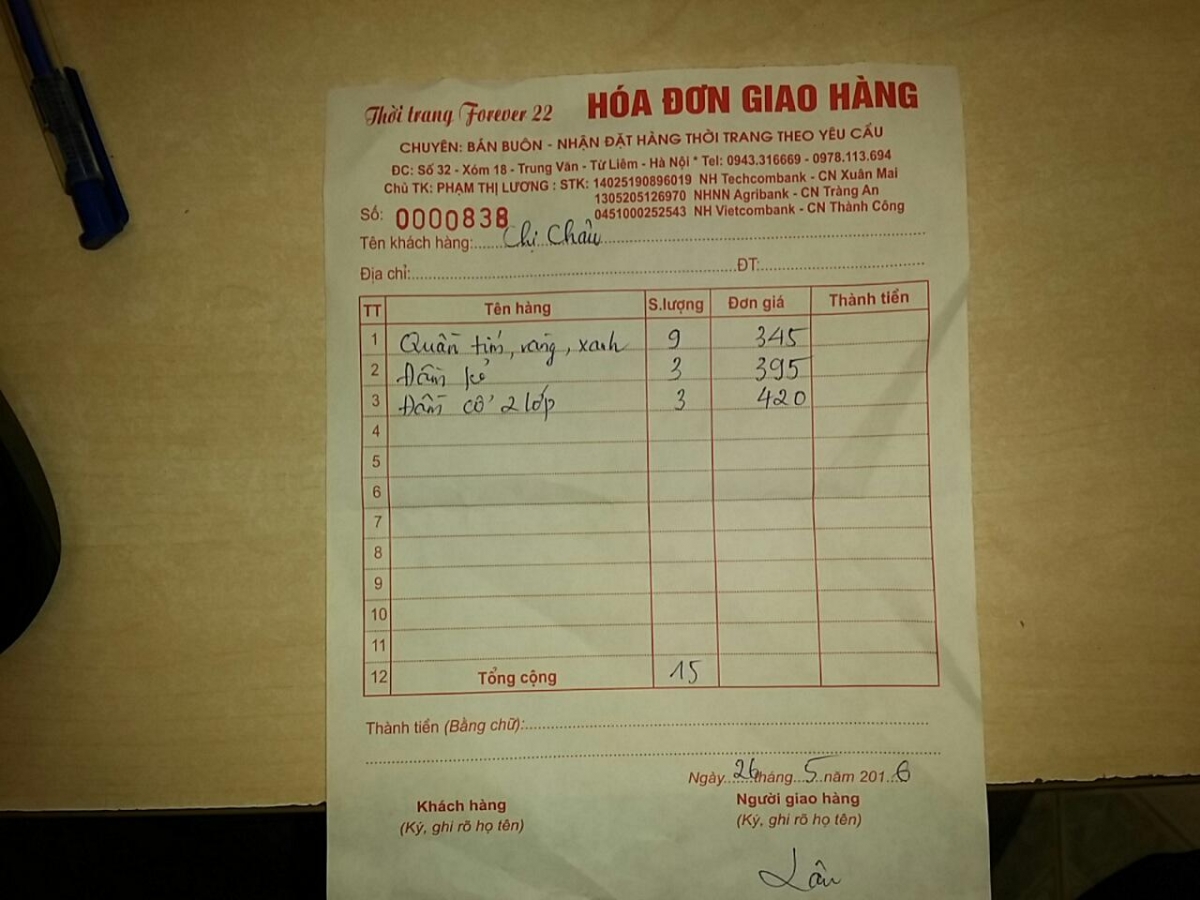 Thời trang Forever 22 HÓA ĐƠN GIAO HÀNG
CHUYÊN: BÁN BUÔN - NHẬN ĐẶT HÀNG THỜI TRANG THEO YÊU CẦU
ĐC: Số 32 - Xóm 18 - Trung Văn - Từ Liêm - Hà Nội * Tel: 0943.316669 - 0978.113.694
Chủ TK: PHẠM THỊ LƯƠNG : STK: 14025190896019 NH Techcombank - CN Xuân Mai
1305205126970 NHNN Agribank - CN Tràng An
0451000252543 NH Vietcombank - CN Thành Công
Số: 0000838
Tên khách hàng: Chị Châu
Địa chỉ: ĐT:
TT Tên hàng S.lượng Đơn giá Thành tiền
1 Quần tím, vàng, xanh 9 345
2 Đầm kẻ 3 395
3 Đầm cổ 2 lớp 3 420
4
5
6
7
8
9
10
11
12 Tổng cộng 15
Thành tiền (Bằng chữ):
Ngày 26 tháng 5 năm 2016
Khách hàng Người giao hàng
(Ký, ghi rõ họ tên) (Ký, ghi rõ họ tên)
Lân